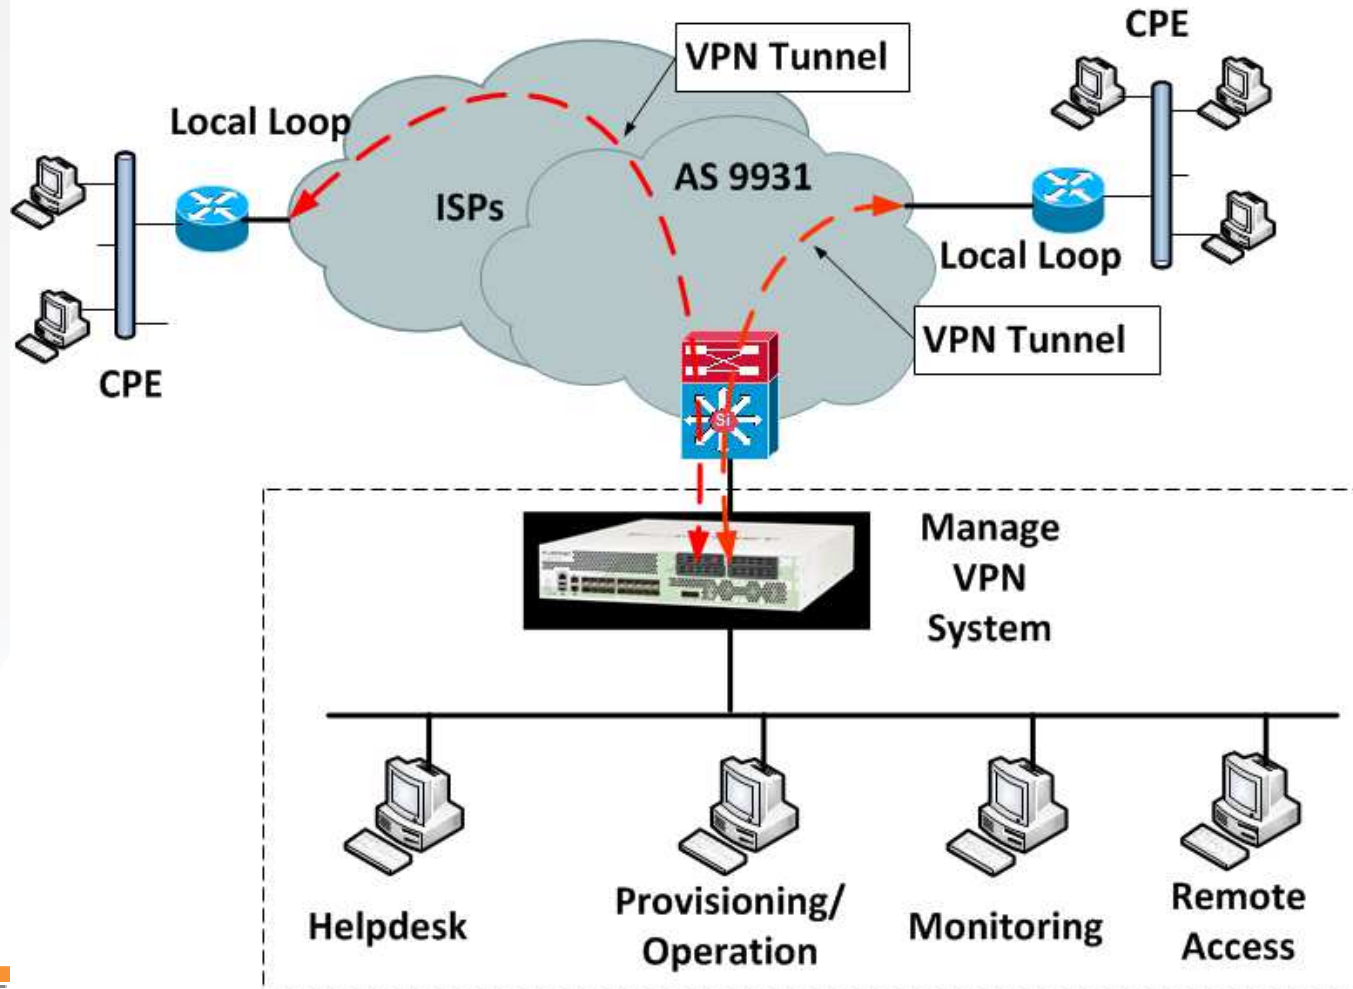 CPE
VPN Tunnel
Local Loop
AS 9931
ISPs
Local Loop
VPN Tunnel
CPE
Si
Manage
VPN
System
Helpdesk
Provisioning/
Operation
Monitoring
Remote
Access